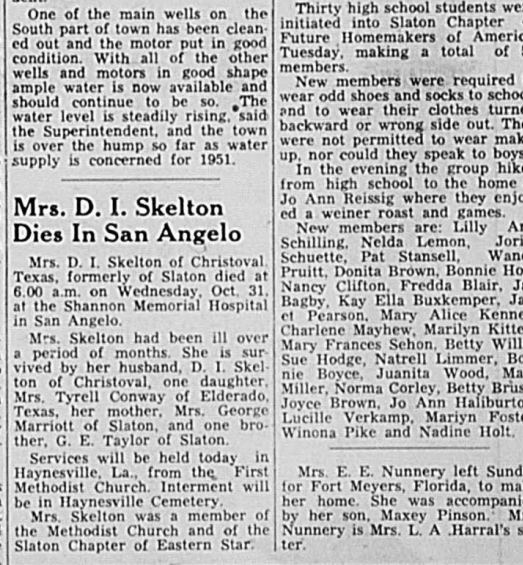 One of the main wells on the
South part of town has been clean-
ed out and the motor put in good
condition. With all of the other
wells and motors in good shape
ample water is now available and
should continue to be so. The
water level is steadily rising, said
the Superintendent, and the town
is over the hump so far as water
supply is concerned for 1951.
Mrs. D. I. Skelton
Dies In San Angelo
Mrs. D. I. Skelton of Christoval,
Texas, formerly of Slaton died at
6.00 a.m. on Wednesday, Oct. 31,
at the Shannon Memorial Hospital
in San Angelo.
Mrs. Skelton had been ill over
a period of months. She is sur-
vived by her husband, D. I. Skel-
ton of Christoval, one daughter,
Mrs. Tyrell Conway of Elderado,
Texas, her mother, Mrs. George
Marriott of Slaton, and one bro-
ther, G. E. Taylor of Slaton.
Services will be held today in
Haynesville, La., from the First
Methodist Church. Interment will
be in Haynesville Cemetery.
Mrs. Skelton was a member of
the Methodist Church and of the
Slaton Chapter of Eastern Star.
Thirty high school students we
initiated into Slaton Chapter
Future Homemakers of Americ
Tuesday, making a total of
members.
New members were required
wear odd shoes and socks to schoo
and to wear their clothes turne
backward or wrong side out. The
were not permitted to wear mak
up, nor could they speak to boys
In the evening the group hike
from high school to the home
Jo Ann Reissig where they enjo
ed a weiner roast and games.
New members are: Lilly An
Schilling, Nelda Lemon, Jori
Schuette, Pat Stansell, Wan
Pruitt, Donita Brown, Bonnie Ho
Nancy Clifton, Fredda Blair, J
Bagby, Kay Ella Buxkemper, Ja
et Pearson, Mary Alice Kenne
Charlene Mayhew, Marilyn Kitte
Mary Frances Sehon, Betty Will
Sue Hodge, Natrell Limmer, Bo
nie Boyce, Juanita Wood, Ma
Miller, Norma Corley, Betty Brus
Joyce Brown, Jo Ann Haliburto
Lucille Verkamp, Mariyn Foste
Winona Pike and Nadine Holt.
Mrs. E. E. Nunnery left Sund
for Fort Meyers, Florida, to ma
her home. She was accompani
by her son, Maxey Pinson. M
Nunnery is Mrs. L. A .Harral's s
ter.